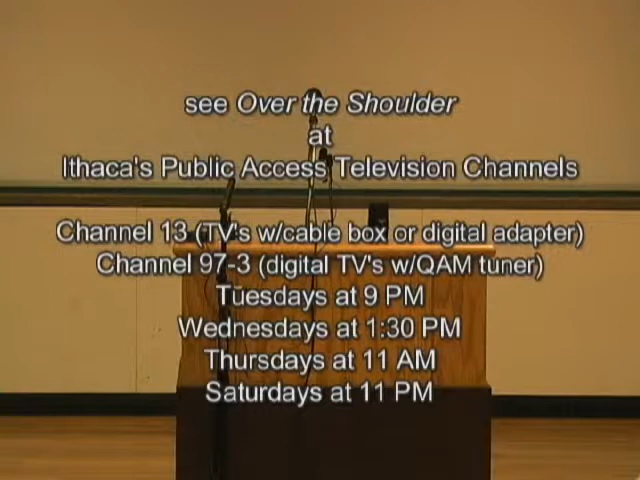 see Over the Shoulder
at
Ithaca's Public Access Television Channels
Channel 13 (TV's w/cable box or digital adapter)
Channel 97-3 (digital TV's w/QAM tuner)
Tuesdays at 9 PM
Wednesdays at 1:30 PM
Thursdays at 11 AM
Saturdays at 11 PM